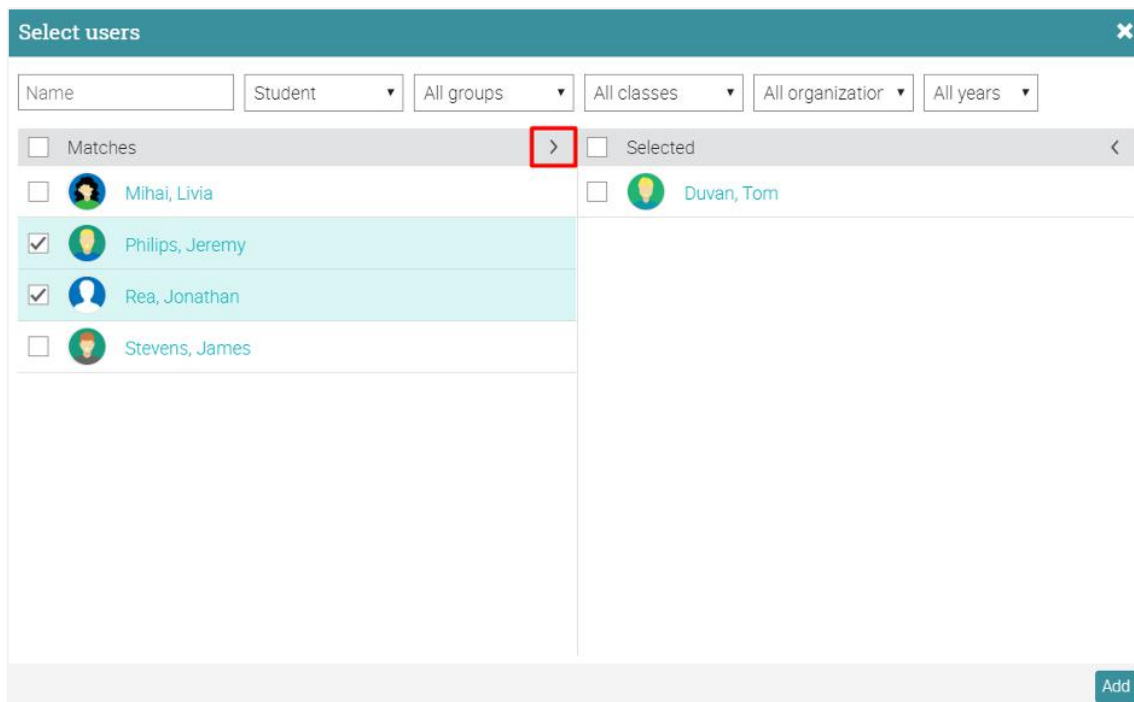 Select users
Name Student All groups All classes All organizatior All years
Matches Selected
Mihai, Livia Duvan, Tom
Philips, Jeremy
Rea, Jonathan
Stevens, James
Add